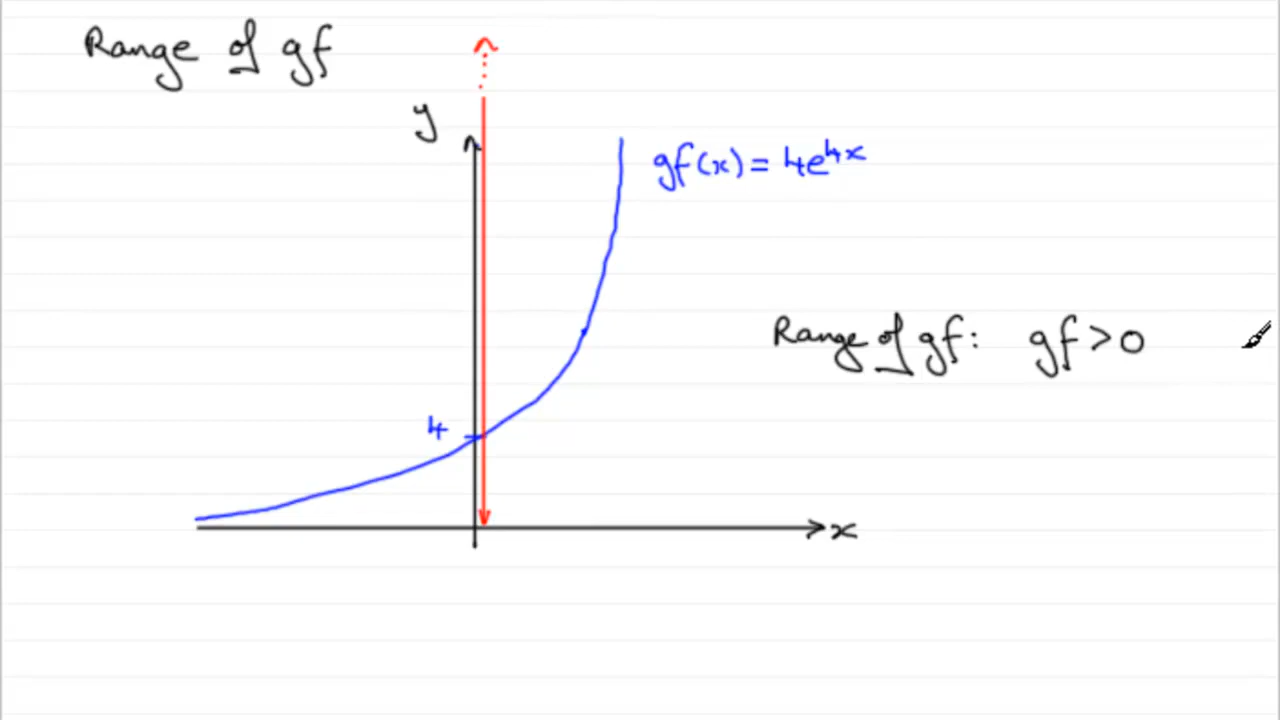 Range of gf
y
gf(x) = 4e^{4x}
Range of gf: gf > 0
4
x